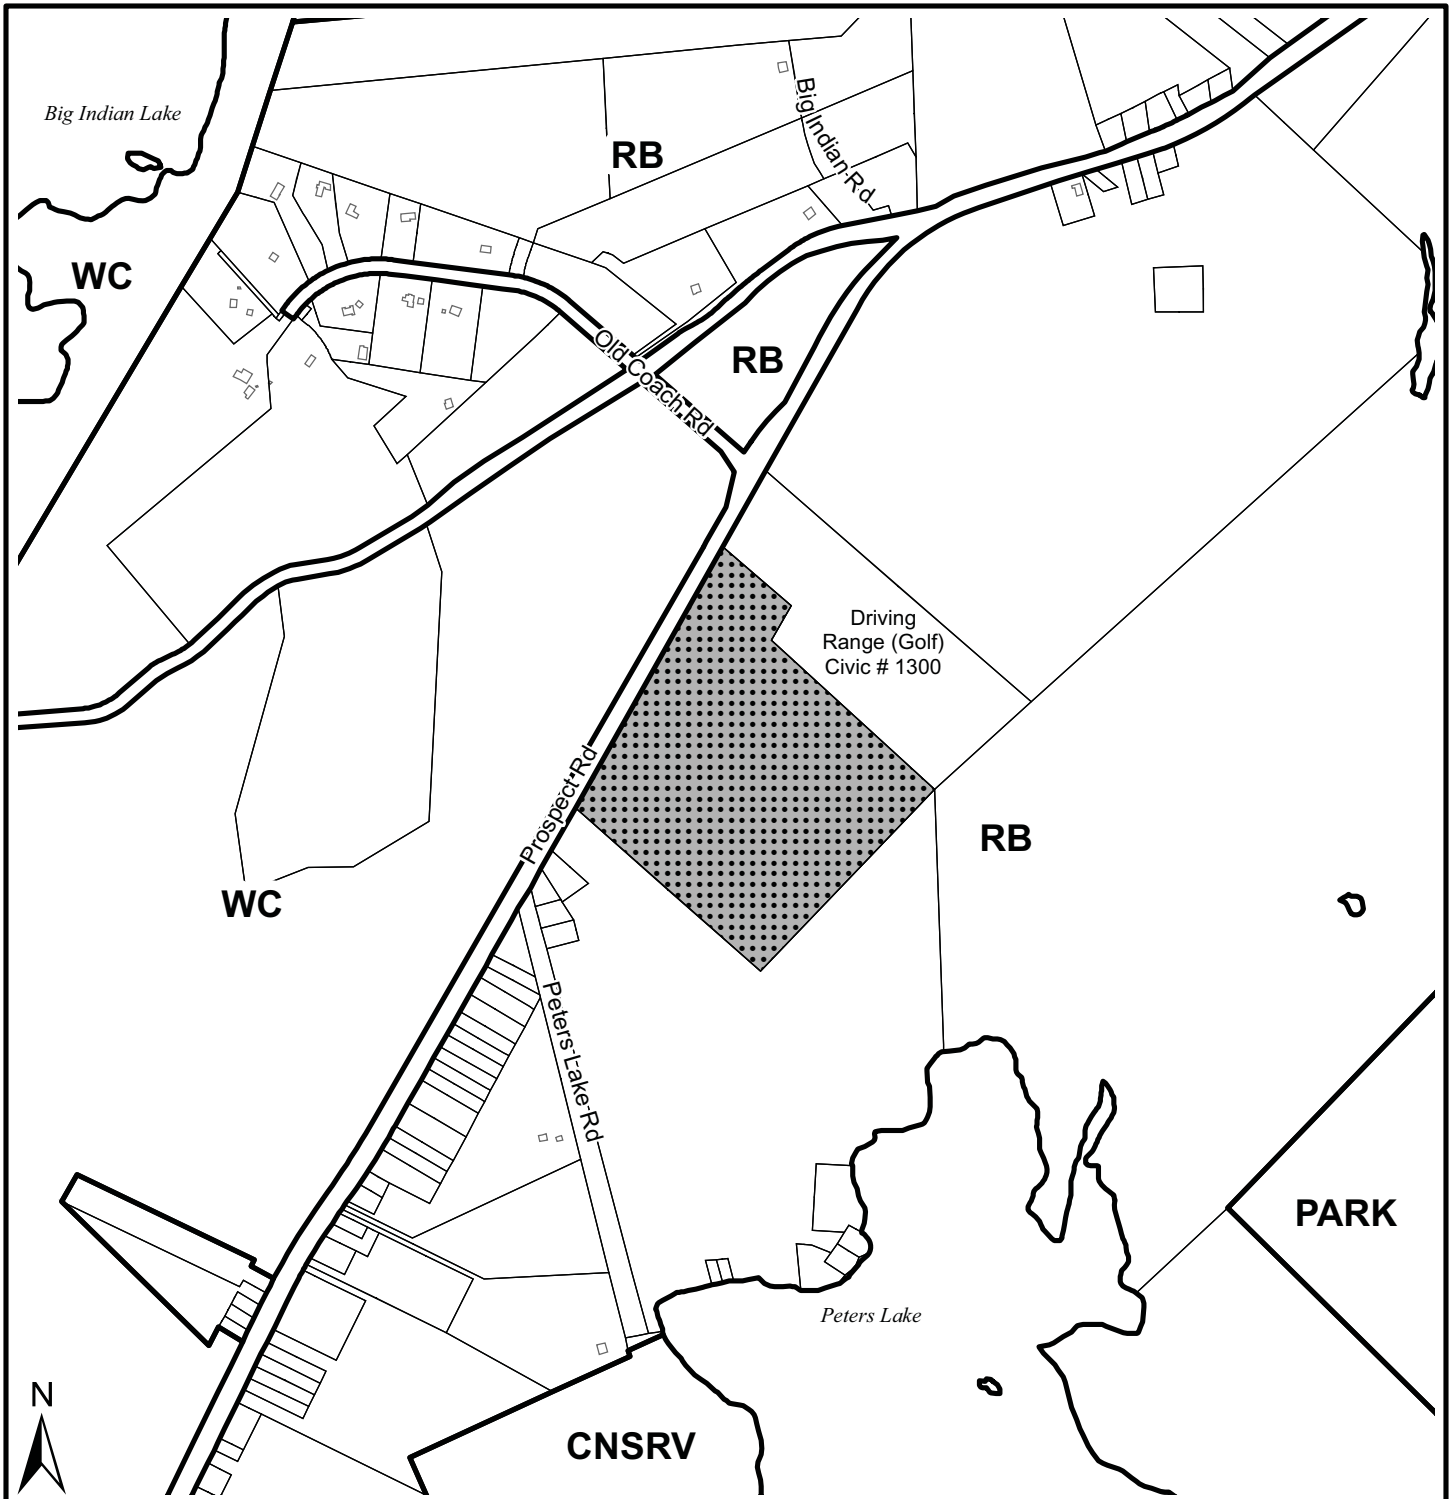 Big Indian Lake
Big Indian Rd
RB
WC
Old Coach Rd
RB
Driving
Range (Golf)
Civic # 1300
Prospect Rd
RB
WC
Peters Lake Rd
PARK
Peters Lake
N
CNSRV